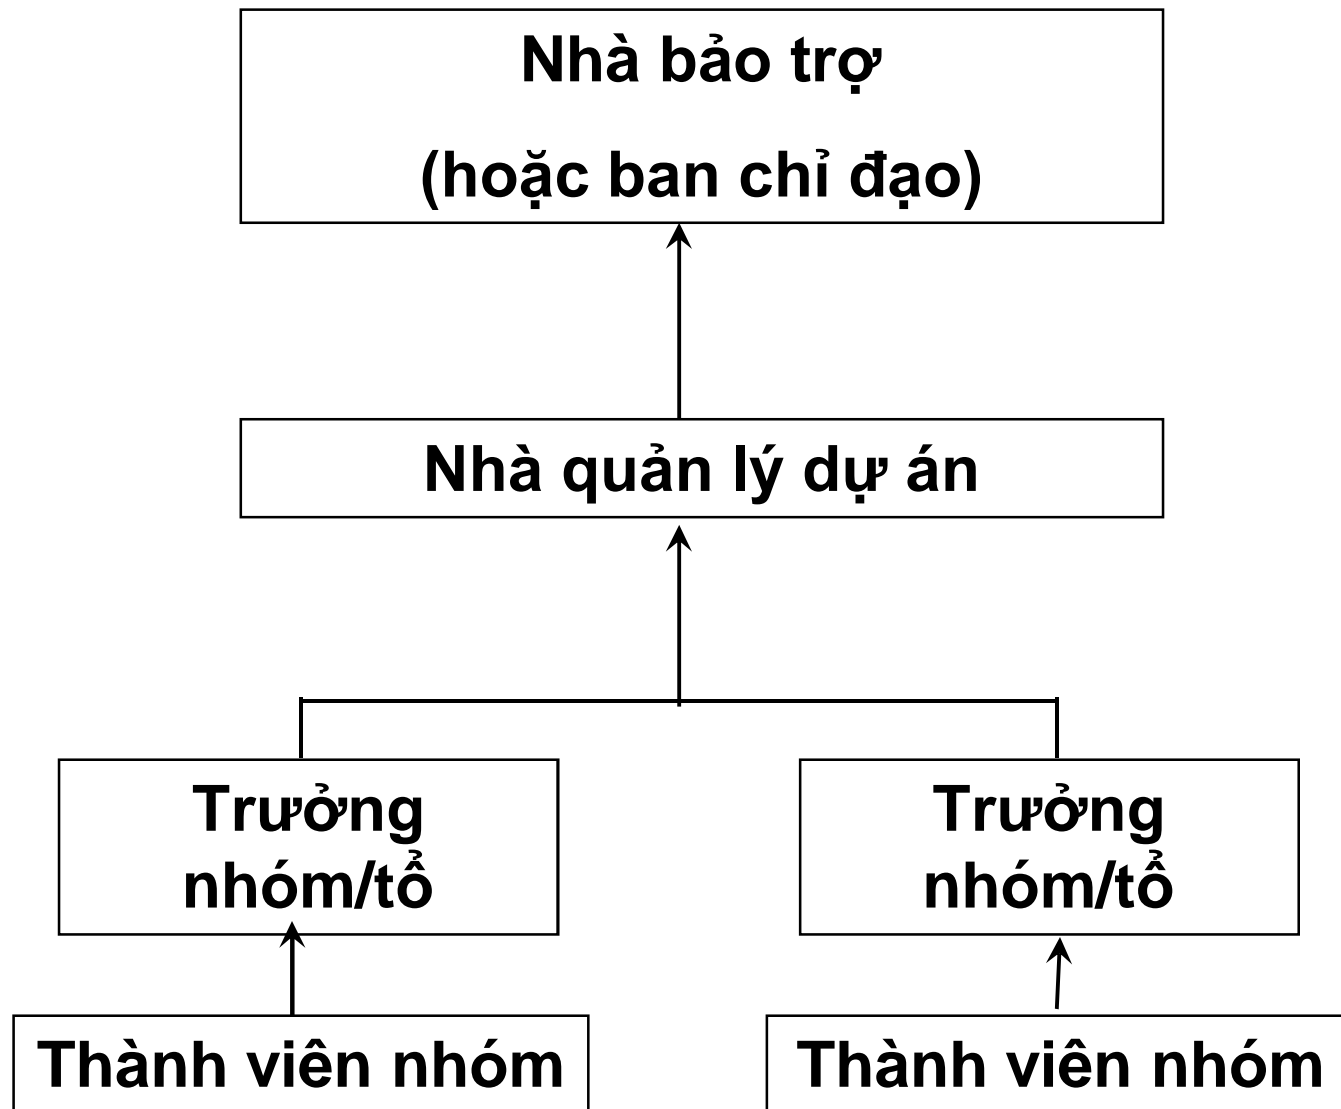 Nhà bảo trợ
(hoặc ban chỉ đạo)
Nhà quản lý dự án
Trưởng
nhóm/tổ
Trưởng
nhóm/tổ
Thành viên nhóm
Thành viên nhóm